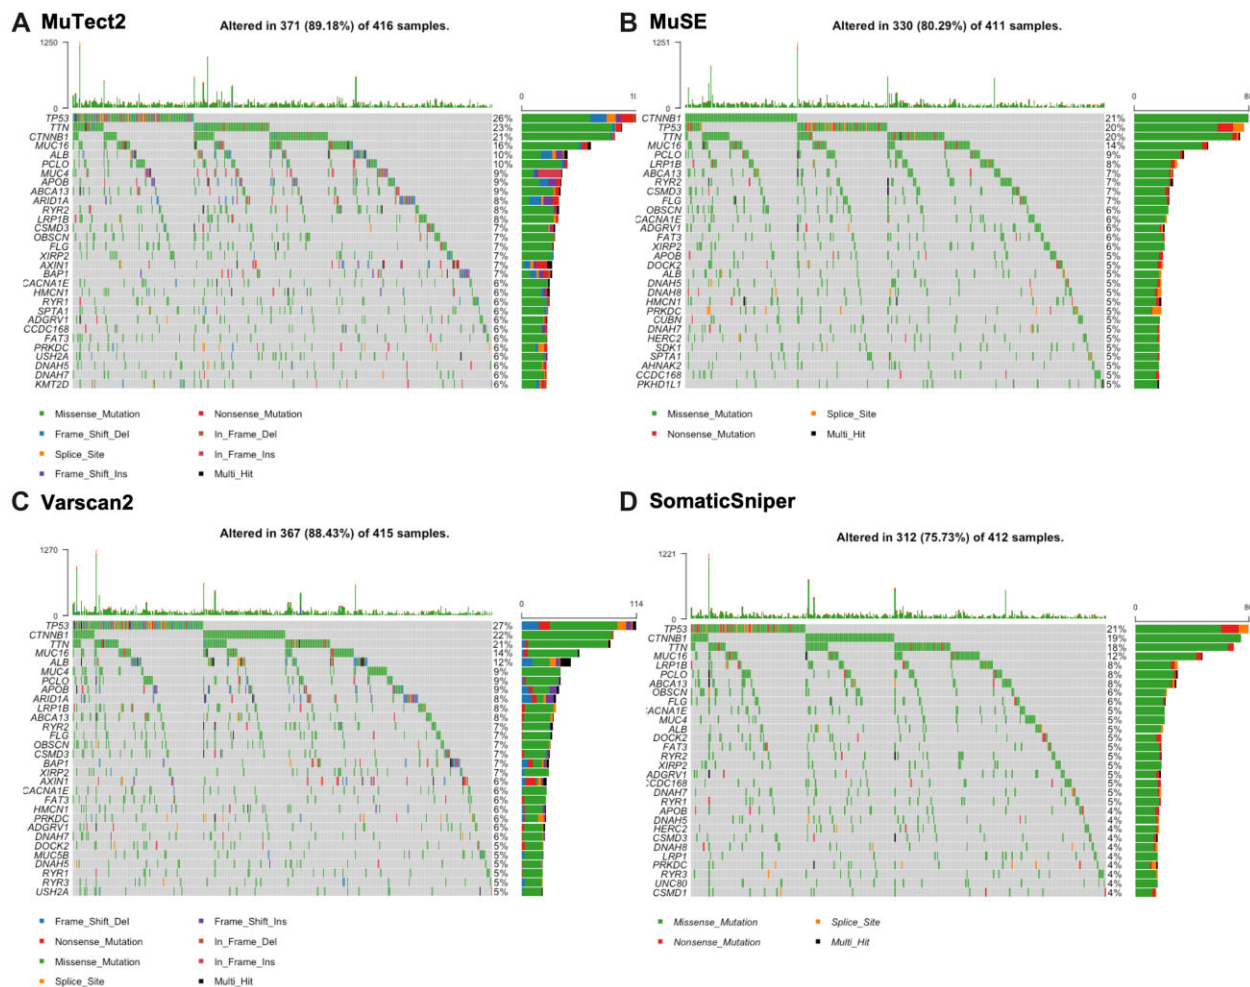 A MuTect2
Altered in 371 (89.18%) of 416 samples.
1250
0
0
TP53 26%
TTN 23%
CTNNB1 21%
MUC16 16%
ALB 10%
PCLO 10%
MUC4 9%
APOB 9%
ABCA13 9%
ARID1A 8%
RYR2 8%
LRP1B 8%
CSMD3 7%
OBSCN 7%
FLG 7%
XIRP2 7%
AXIN1 7%
BAP1 7%
CACNA1E 6%
HMCN1 6%
RYR1 6%
SPTA1 6%
ADGRV1 6%
CCDC168 6%
FAT3 6%
PRKDC 6%
USH2A 6%
DNAH5 6%
DNAH7 6%
KMT2D 6%
Missense_Mutation
Nonsense_Mutation
Frame_Shift_Del
In_Frame_Del
Splice_Site
In_Frame_Ins
Frame_Shift_Ins
Multi_Hit
B MuSE
Altered in 330 (80.29%) of 411 samples.
1251
0
0
CTNNB1 21%
TP53 20%
TTN 20%
MUC16 14%
PCLO 9%
LRP1B 8%
ABCA13 7%
RYR2 7%
CSMD3 7%
FLG 7%
OBSCN 6%
CACNA1E 6%
ADGRV1 6%
FAT3 6%
XIRP2 6%
APOB 5%
DOCK2 5%
ALB 5%
DNAH5 5%
DNAH8 5%
HMCN1 5%
PRKDC 5%
CUBN 5%
DNAH7 5%
HERC2 5%
SDK1 5%
SPTA1 5%
AHNAK2 5%
CCDC168 5%
PKHD1L1 5%
Missense_Mutation
Splice_Site
Nonsense_Mutation
Multi_Hit
C Varscan2
Altered in 367 (88.43%) of 415 samples.
1270
0
0 114
TP53 27%
CTNNB1 22%
TTN 21%
MUC16 14%
ALB 12%
MUC4 9%
PCLO 9%
APOB 9%
ARID1A 8%
LRP1B 8%
ABCA13 8%
RYR2 7%
FLG 7%
OBSCN 7%
CSMD3 7%
BAP1 7%
XIRP2 7%
AXIN1 6%
CACNA1E 6%
FAT3 6%
HMCN1 6%
PRKDC 6%
ADGRV1 6%
DNAH7 6%
DOCK2 5%
MUC5B 5%
DNAH5 5%
RYR1 5%
RYR3 5%
USH2A 5%
Frame_Shift_Del
Frame_Shift_Ins
Nonsense_Mutation
In_Frame_Del
Missense_Mutation
In_Frame_Ins
Splice_Site
Multi_Hit
D SomaticSniper
Altered in 312 (75.73%) of 412 samples.
1221
0
0
TP53 21%
CTNNB1 19%
TTN 18%
MUC16 12%
LRP1B 8%
PCLO 8%
ABCA13 8%
OBSCN 6%
FLG 6%
CACNA1E 5%
MUC4 5%
ALB 5%
DOCK2 5%
FAT3 5%
RYR2 5%
XIRP2 5%
ADGRV1 5%
CCDC168 5%
DNAH7 5%
RYR1 5%
APOB 4%
DNAH5 4%
HERC2 4%
CSMD3 4%
DNAH8 4%
LRP1 4%
PRKDC 4%
RYR3 4%
UNC80 4%
CSMD1 4%
Missense_Mutation
Splice_Site
Nonsense_Mutation
Multi_Hit